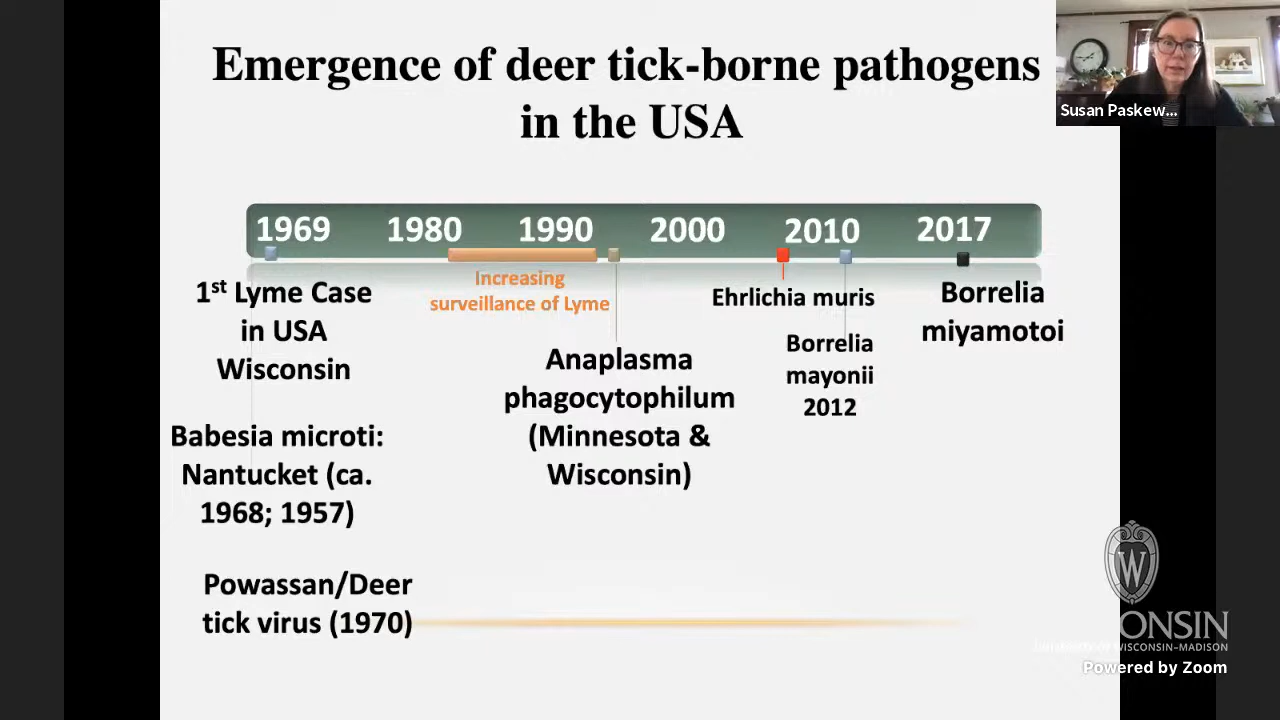 Emergence of deer tick-borne pathogens
in the USA
Susan Paskew...
1969 1980 1990 2000 2010 2017
1st Lyme Case
in USA
Wisconsin
Increasing
surveillance of Lyme
Ehrlichia muris
Borrelia
miyamotoi
Borrelia
mayonii
2012
Anaplasma
phagocytophilum
(Minnesota &
Wisconsin)
Babesia microti:
Nantucket (ca.
1968; 1957)
Powassan/Deer
tick virus (1970)
W
ONSIN
WISCONSIN-MADISON
Powered by Zoom